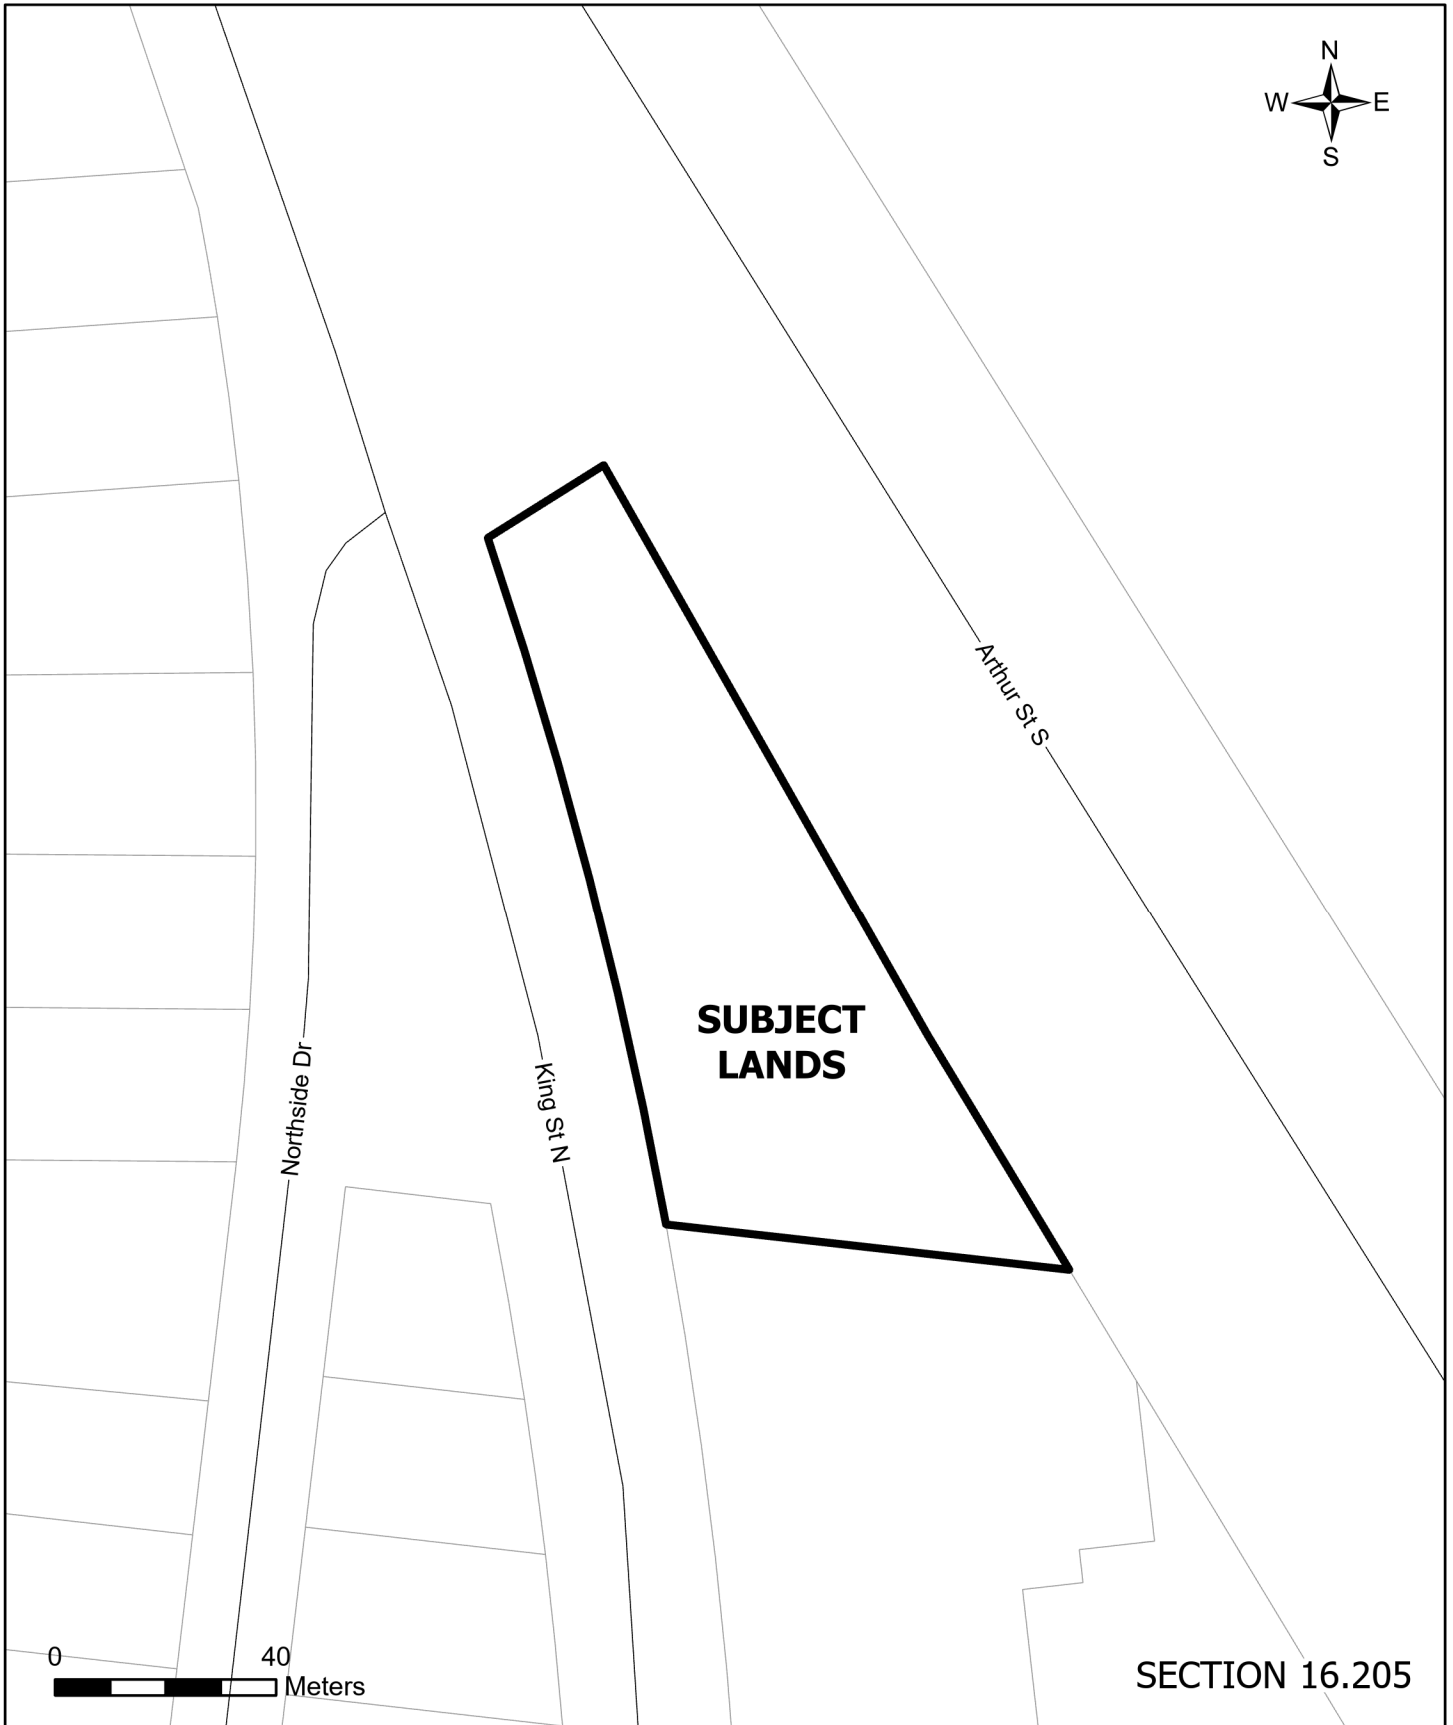 N
W E
S
Arthur St S
SUBJECT
LANDS
Northside Dr
King St N
0 40
Meters
SECTION 16.205